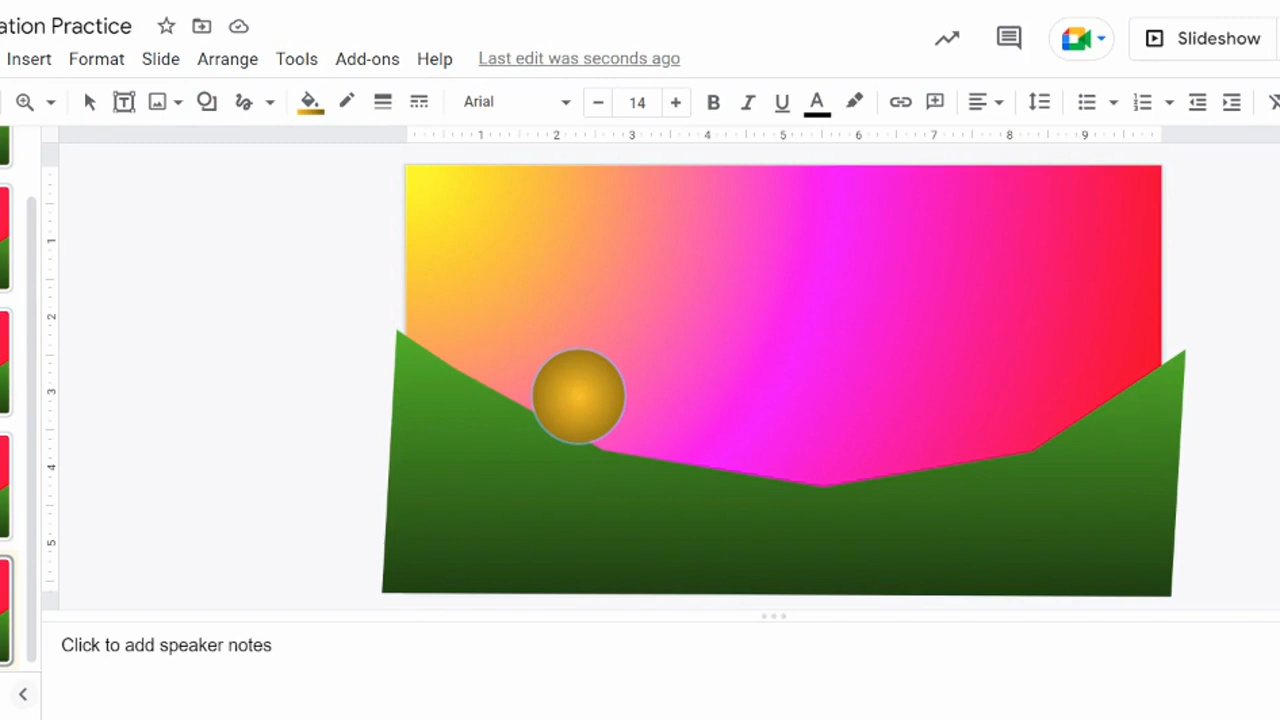 ation Practice
Insert Format Slide Arrange Tools Add-ons Help Last edit was seconds ago
Slideshow
Arial 14
1 2 3 4 5 6 7 8 9
1
2
3
4
5
Click to add speaker notes